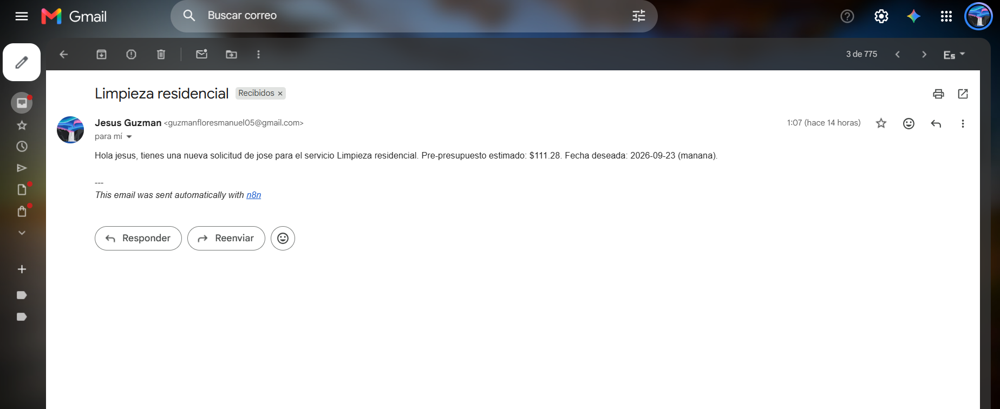 Gmail
Buscar correo
3 de 775
Es
Limpieza residencial
Recibidos ×
Jesus Guzman <guzmanfloresmanuel05@gmail.com>
1:07 (hace 14 horas)
para mí
Hola jesus, tienes una nueva solicitud de jose para el servicio Limpieza residencial. Pre-presupuesto estimado: $111.28. Fecha deseada: 2026-09-23 (manana).
---
This email was sent automatically with n8n
Responder
Reenviar